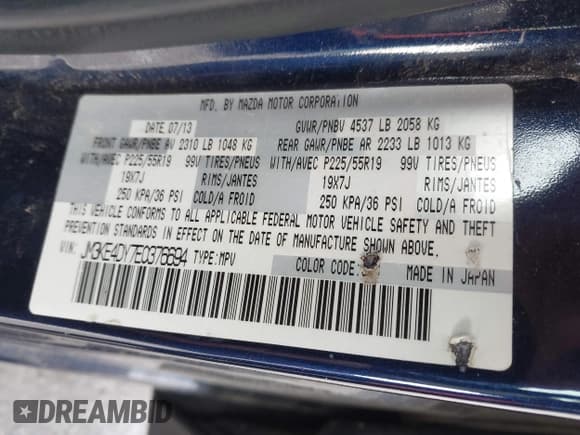 MFD. BY MAZDA MOTOR CORPORATION
DATE 07/13 GVWR/PNBV 4537 LB 2058 KG
FRONT GAWR/PNBE AV 2310 LB 1048 KG REAR GAWR/PNBE AR 2233 LB 1013 KG
WITH/AVEC P225/55R19 99V TIRES/PNEUS WITH/AVEC P225/55R19 99V TIRES/PNEUS
19X7J RIMS/JANTES 19X7J RIMS/JANTES
250 KPA/36 PSI COLD/A FROID 250 KPA/36 PSI COLD/A FROID
THIS VEHICLE CONFORMS TO ALL APPLICABLE FEDERAL MOTOR VEHICLE SAFETY AND THEFT
PREVENTION STANDARDS IN EFFECT ON THE DATE OF MANUFACTURE SHOWN ABOVE.
VIN: JM3KE4DY7E0376694 TYPE: MPV COLOR CODE: MADE IN JAPAN
DREAMBID